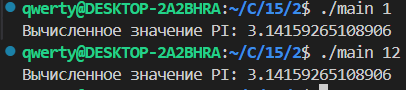 qwerty@DESKTOP-2A2BHRA:~/C/15/2$ ./main 1
Вычисленное значение PI: 3.14159265108906
qwerty@DESKTOP-2A2BHRA:~/C/15/2$ ./main 12
Вычисленное значение PI: 3.14159265108906